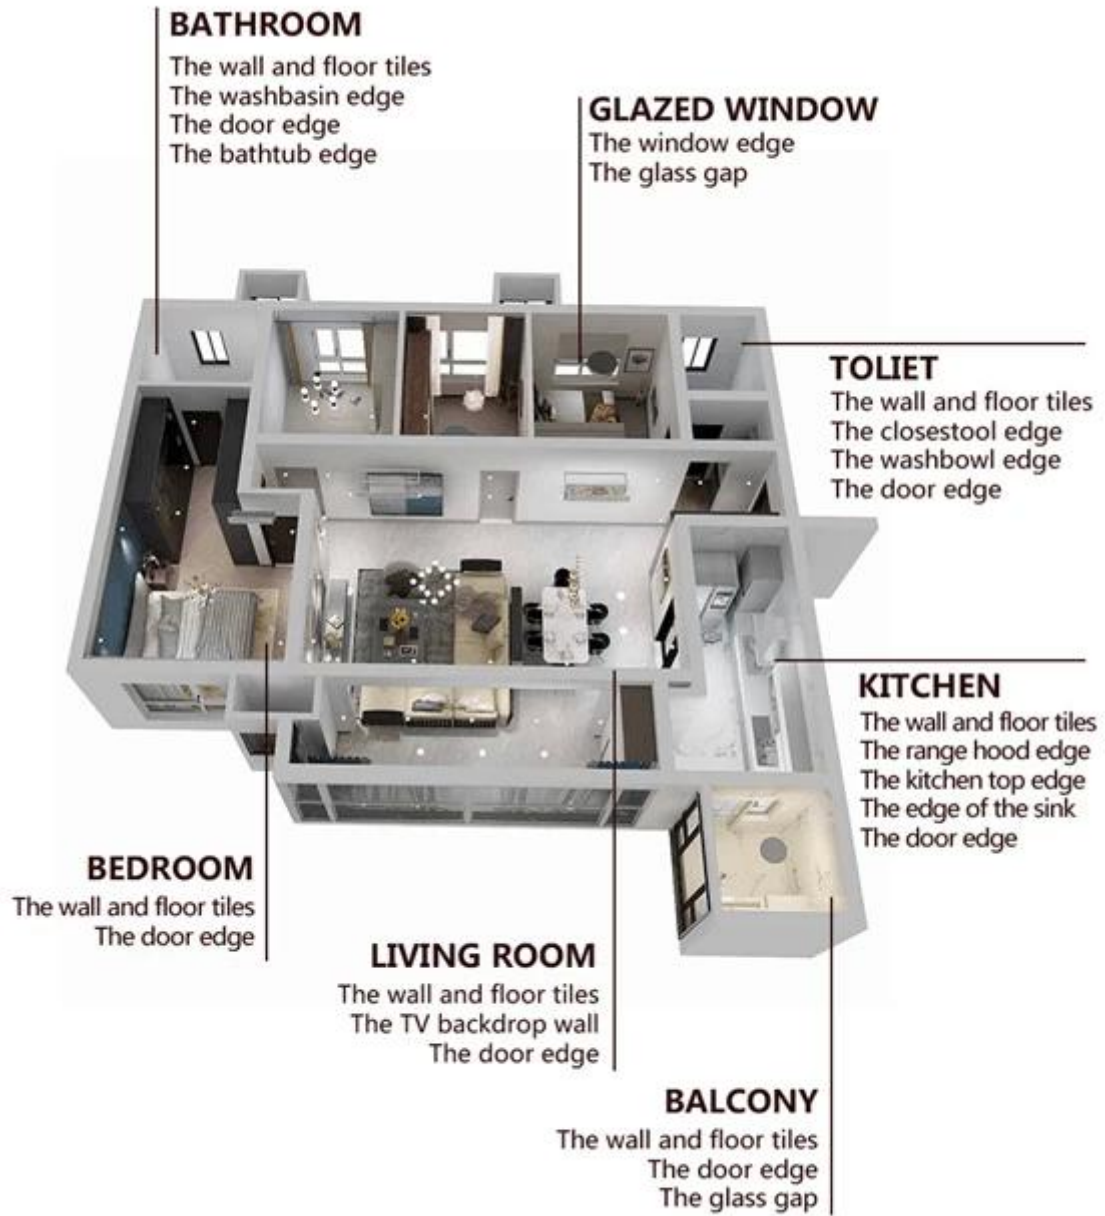 BATHROOM
The wall and floor tiles
The washbasin edge
The door edge
The bathtub edge
GLAZED WINDOW
The window edge
The glass gap
TOLIET
The wall and floor tiles
The closestool edge
The washbowl edge
The door edge
KITCHEN
The wall and floor tiles
The range hood edge
The kitchen top edge
The edge of the sink
The door edge
BEDROOM
The wall and floor tiles
The door edge
LIVING ROOM
The wall and floor tiles
The TV backdrop wall
The door edge
BALCONY
The wall and floor tiles
The door edge
The glass gap